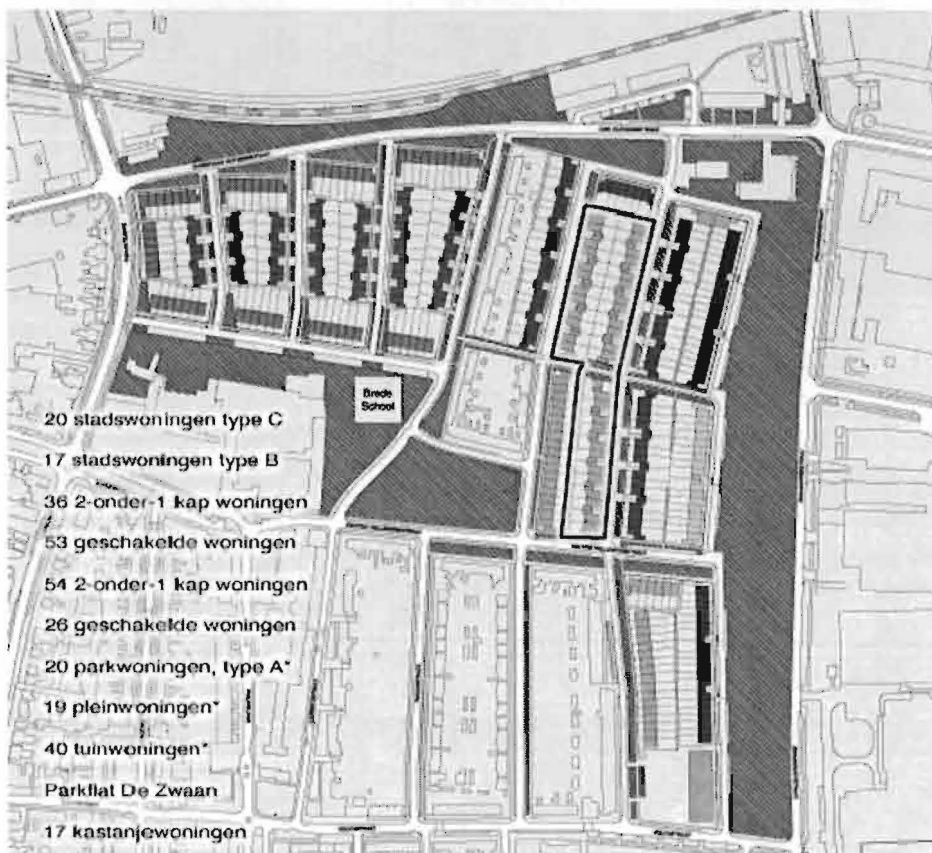 Brede
School
20 stadswoningen type C
17 stadswoningen type B
36 2-onder-1 kap woningen
53 geschakelde woningen
54 2-onder-1 kap woningen
26 geschakelde woningen
20 parkwoningen, type A*
19 pleinwoningen*
40 tuinwoningen*
Parkflat De Zwaan
17 kastanjewoningen